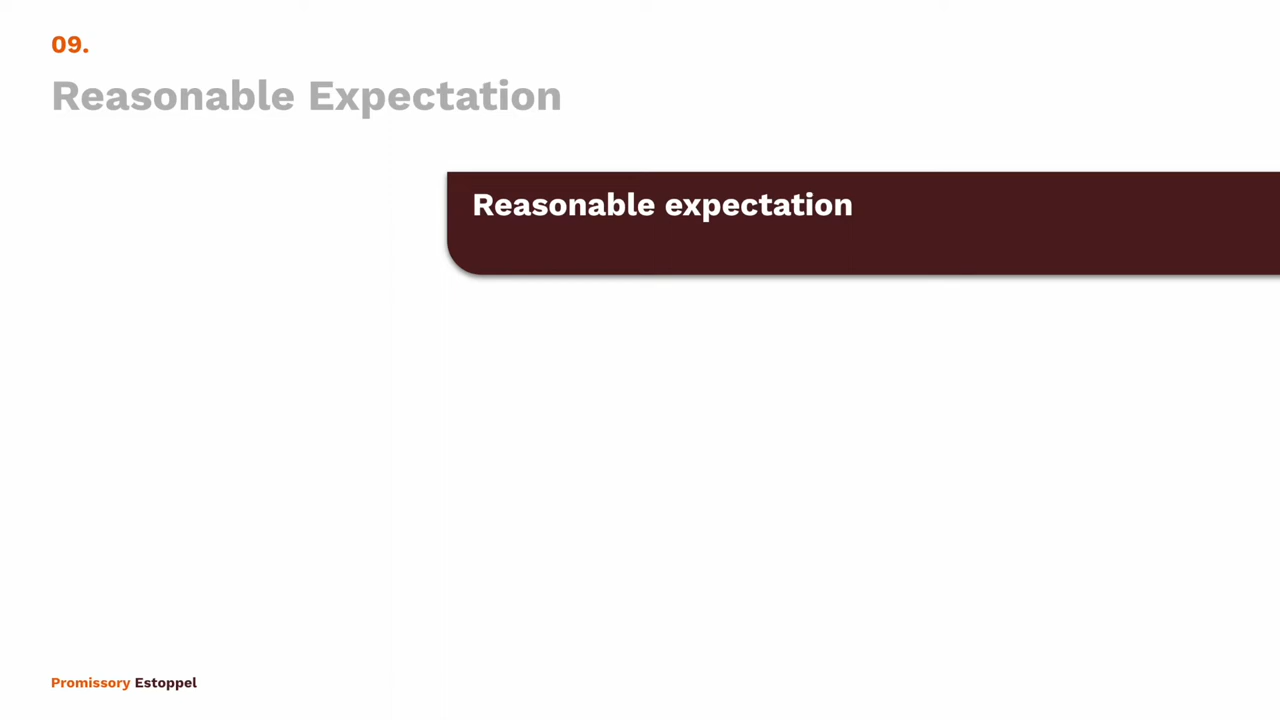 09.
Reasonable Expectation
Reasonable expectation
Promissory Estoppel